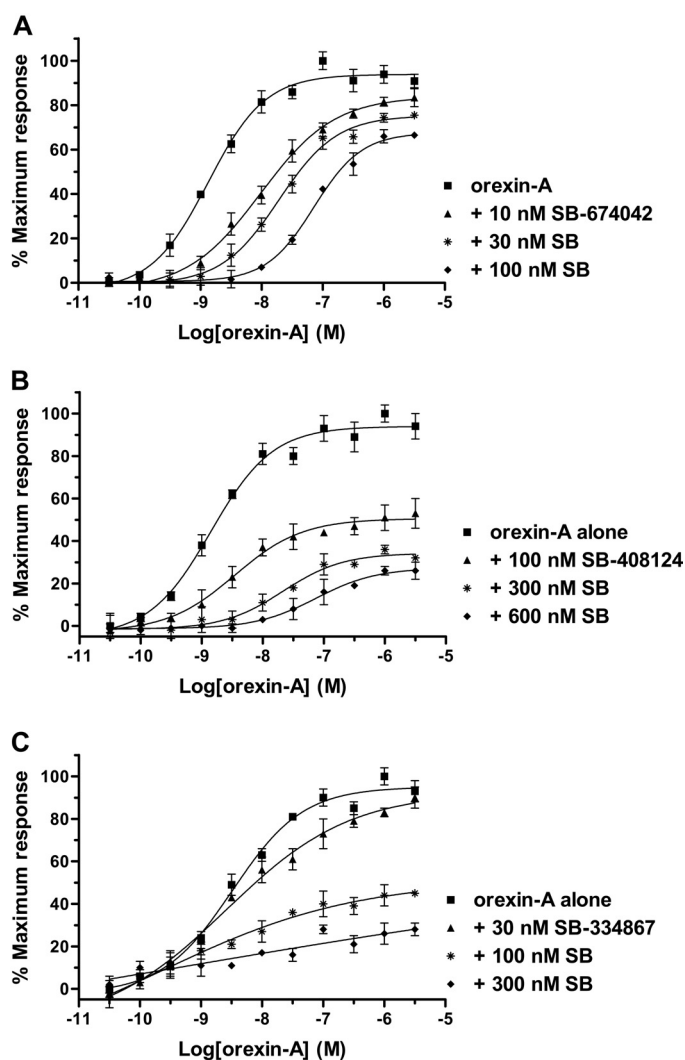 A
% Maximum response
100
80
60
40
20
0
-11 -10 -9 -8 -7 -6 -5
Log[orexin-A] (M)
orexin-A
+ 10 nM SB-674042
+ 30 nM SB
+ 100 nM SB
B
% Maximum response
100
80
60
40
20
0
-11 -10 -9 -8 -7 -6 -5
Log[orexin-A] (M)
orexin-A alone
+ 100 nM SB-408124
+ 300 nM SB
+ 600 nM SB
C
% Maximum response
100
80
60
40
20
0
-11 -10 -9 -8 -7 -6 -5
Log[orexin-A] (M)
orexin-A alone
+ 30 nM SB-334867
+ 100 nM SB
+ 300 nM SB